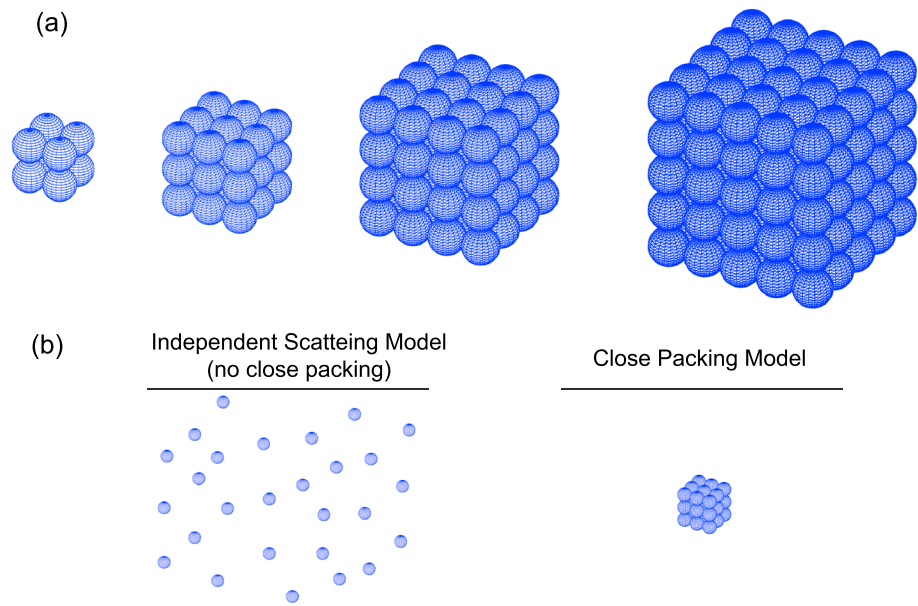 (a)
(b)
Independent Scatteing Model
(no close packing)
Close Packing Model